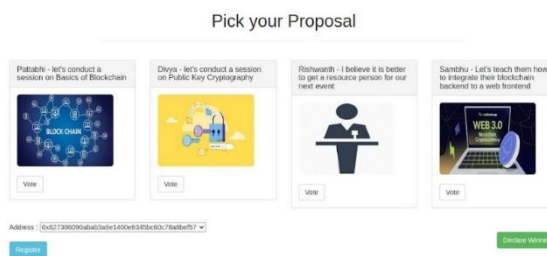 Pick your Proposal
Pattabhi - let's conduct a
session on Basics of Blockchain
Divya - let's conduct a session
on Public Key Cryptography
Rishwanth - I believe it is better
to get a resource person for our
next event
Sambhu - Let's teach them how
to integrate their blockchain
backend to a web frontend
BLOCK CHAIN
WEB 3.0
Blockchain,
Cryptocurrency
Vote
Vote
Vote
Vote
Address :
Register
Declare Winne